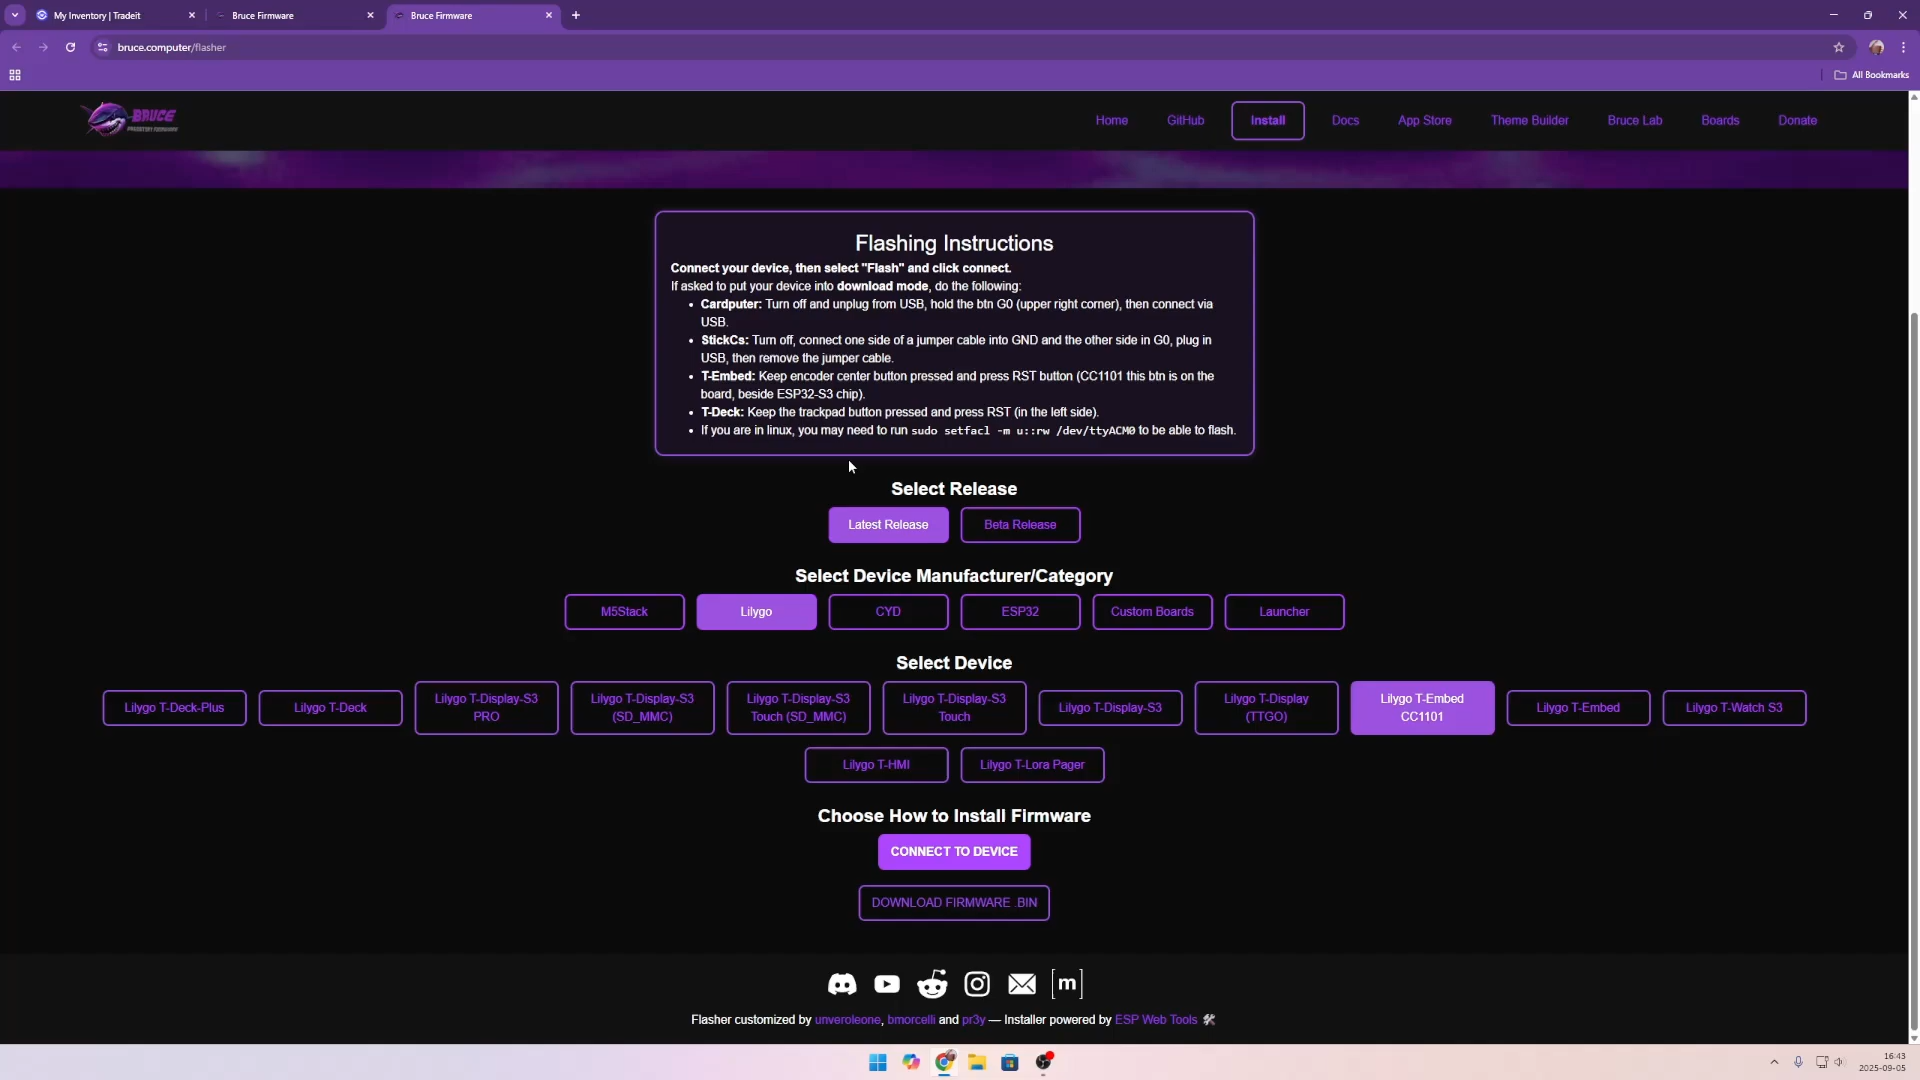 My Inventory | Tradeit
Bruce Firmware
Bruce Firmware
bruce.computer/flasher
All Bookmarks
BRUCE
Home GitHub Install Docs App Store Theme Builder Bruce Lab Boards Donate
Flashing Instructions
Connect your device, then select "Flash" and click connect.
If asked to put your device into download mode, do the following:
• Cardputer: Turn off and unplug from USB, hold the btn G0 (upper right corner), then connect via
USB.
• StickCs: Turn off, connect one side of a jumper cable into GND and the other side in G0, plug in
USB, then remove the jumper cable.
• T-Embed: Keep encoder center button pressed and press RST button (CC1101 this btn is on the
board, beside ESP32-S3 chip).
• T-Deck: Keep the trackpad button pressed and press RST (in the left side).
• If you are in linux, you may need to run sudo setfacl -m u::rw /dev/ttyACM0 to be able to flash.
Select Release
Latest Release Beta Release
Select Device Manufacturer/Category
M5Stack Lilygo CYD ESP32 Custom Boards Launcher
Select Device
Lilygo T-Deck-Plus
Lilygo T-Deck
Lilygo T-Display-S3
PRO
Lilygo T-Display-S3
(SD_MMC)
Lilygo T-Display-S3
Touch (SD_MMC)
Lilygo T-Display-S3
Touch
Lilygo T-Display-S3
Lilygo T-Display
(TTGO)
Lilygo T-Embed
CC1101
Lilygo T-Embed
Lilygo T-Watch S3
Lilygo T-HMI
Lilygo T-Lora Pager
Choose How to Install Firmware
CONNECT TO DEVICE
DOWNLOAD FIRMWARE .BIN
[m]
Flasher customized by unveroleone, bmorcelli and pr3y — Installer powered by ESP Web Tools 🛠
16:43
2025-09-05